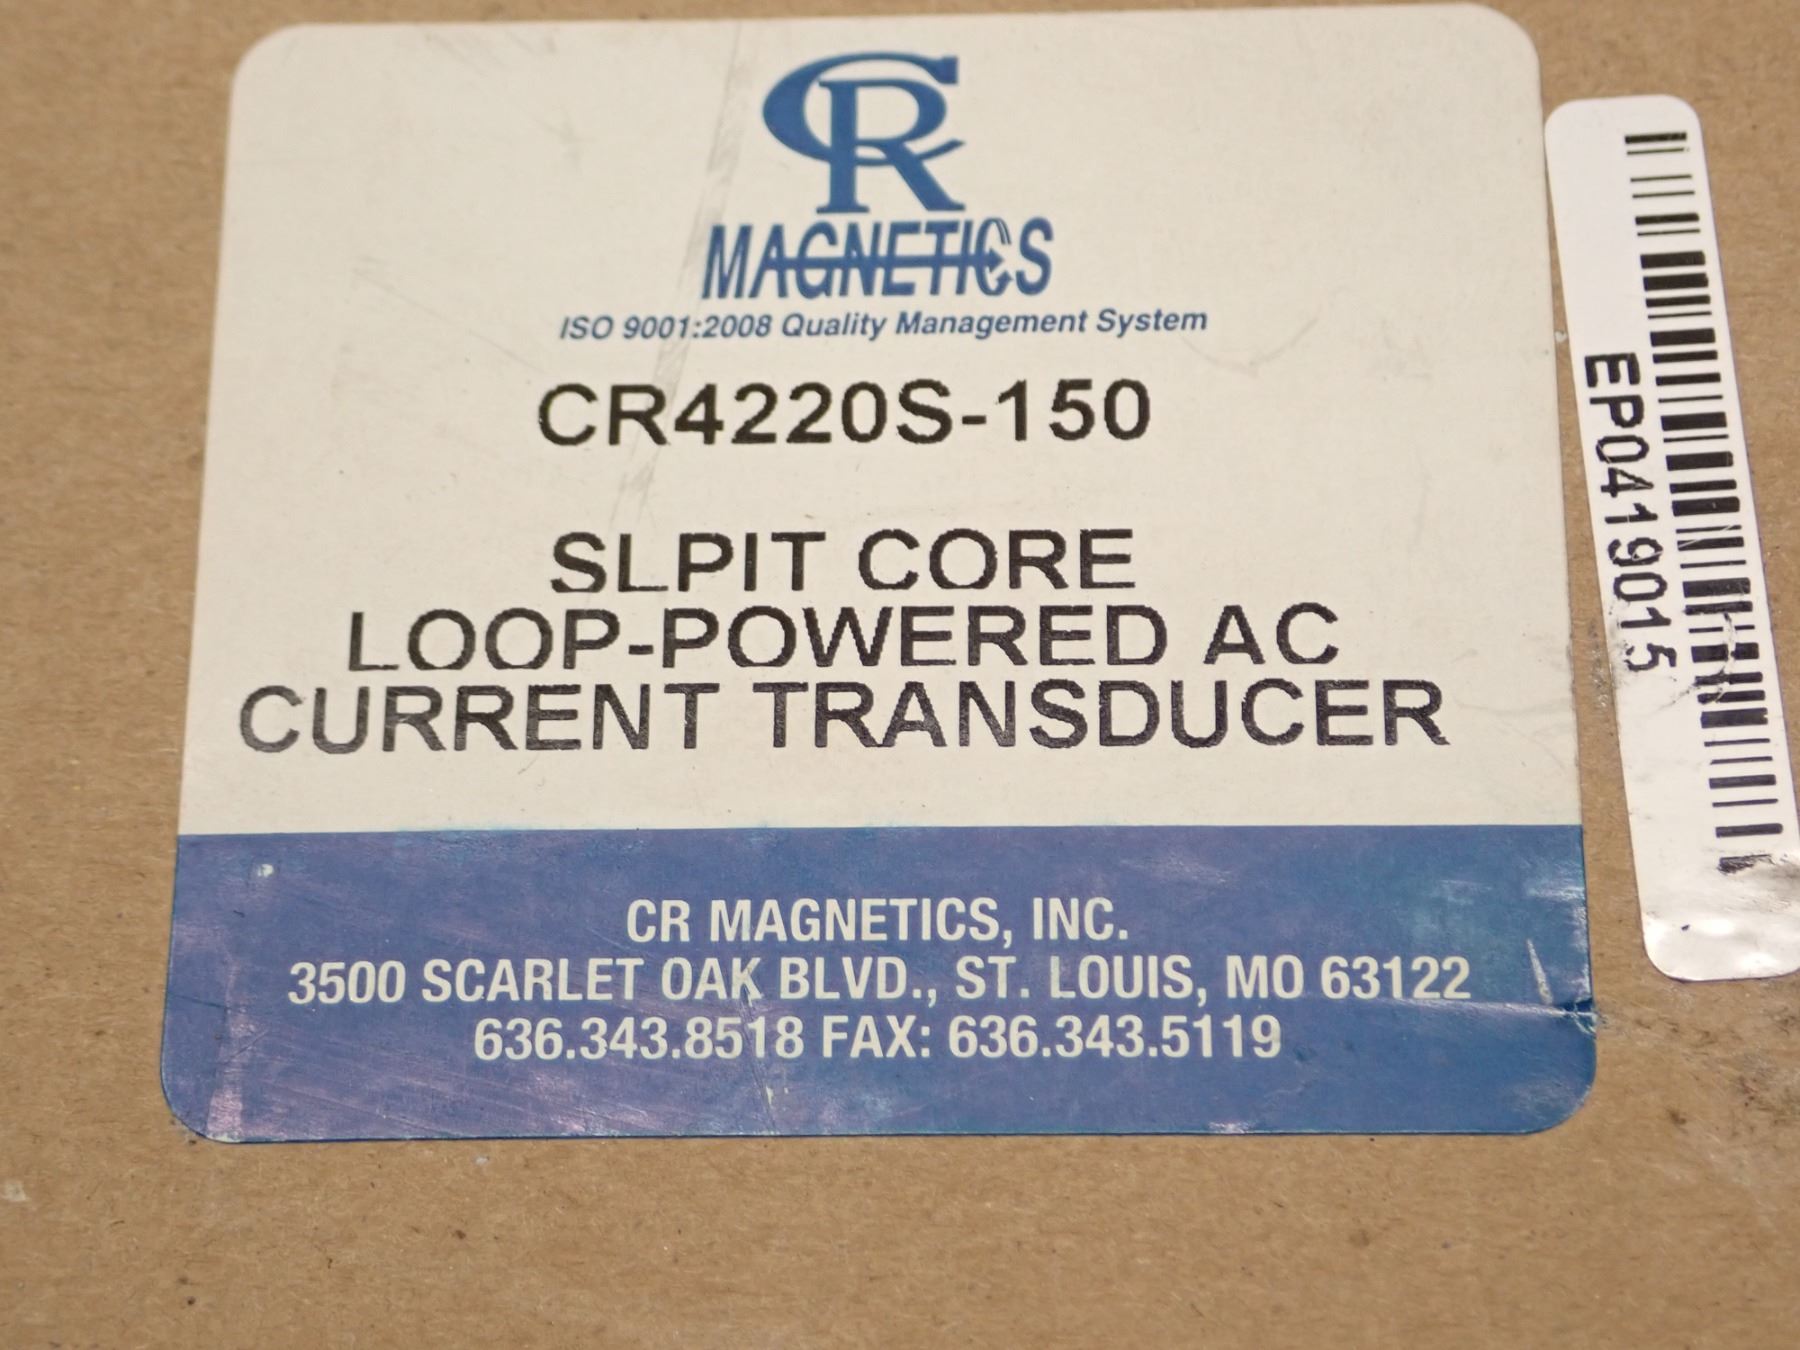 CR
MAGNETICS
ISO 9001:2008 Quality Management System
CR4220S-150
SLPIT CORE
LOOP-POWERED AC
CURRENT TRANSDUCER
CR MAGNETICS, INC.
3500 SCARLET OAK BLVD., ST. LOUIS, MO 63122
636.343.8518 FAX: 636.343.5119
EP0419015